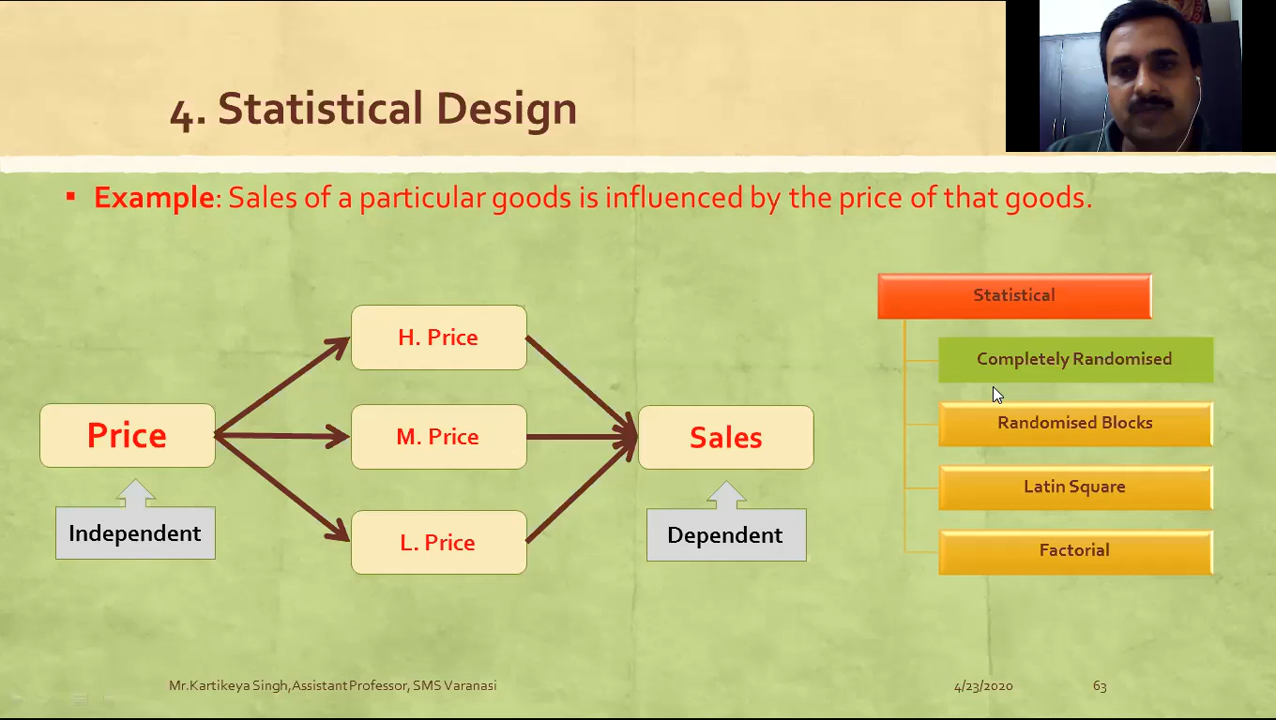 4. Statistical Design
▪ Example: Sales of a particular goods is influenced by the price of that goods.
Price
Independent
H. Price
M. Price
L. Price
Sales
Dependent
Statistical
Completely Randomised
Randomised Blocks
Latin Square
Factorial
Mr.Kartikeya Singh,Assistant Professor, SMS Varanasi
4/23/2020
63